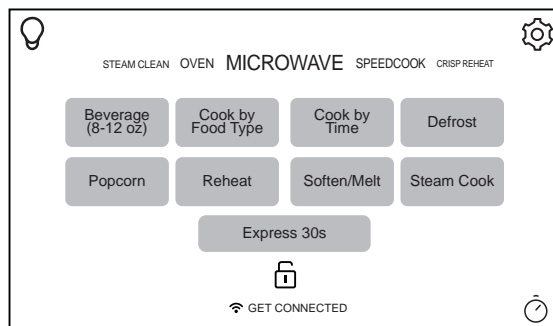 STEAM CLEAN OVEN MICROWAVE SPEEDCOOK CRISP REHEAT
Beverage
(8-12 oz)
Cook by
Food Type
Cook by
Time
Defrost
Popcorn
Reheat
Soften/Melt
Steam Cook
Express 30s
GET CONNECTED